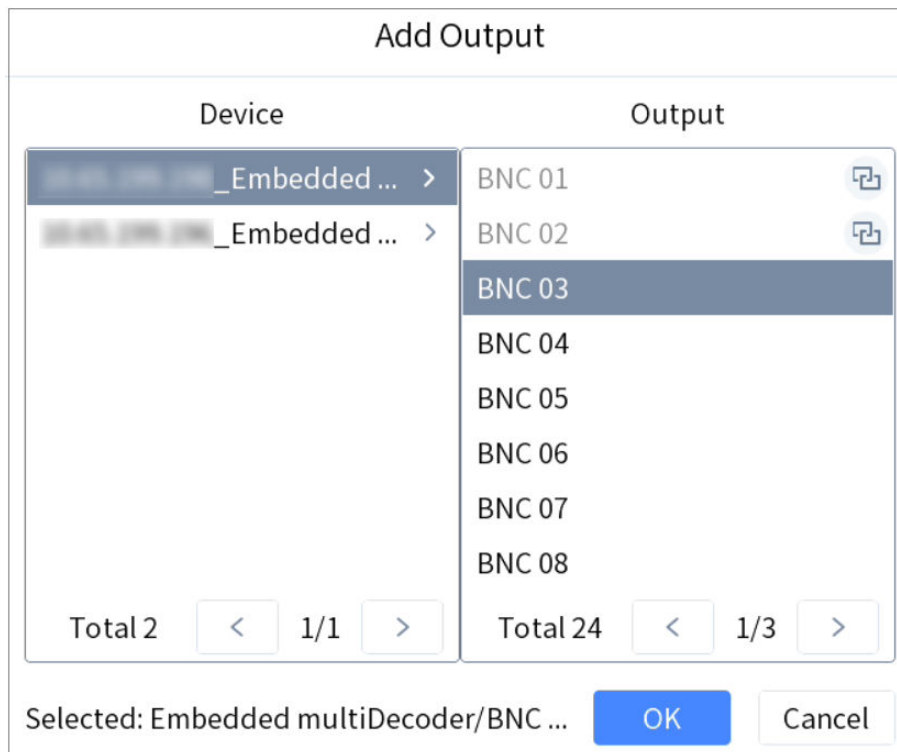 Add Output
Device
Output
_Embedded ...
_Embedded ...
BNC 01
BNC 02
BNC 03
BNC 04
BNC 05
BNC 06
BNC 07
BNC 08
Total 2 < 1/1 >
Total 24 < 1/3 >
Selected: Embedded multiDecoder/BNC ...
OK
Cancel